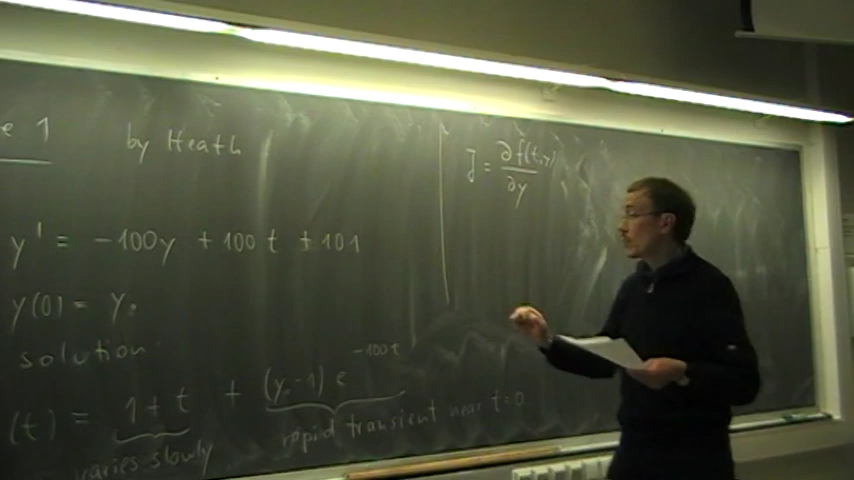 e 1 by Heath
y' = -100y + 100 t + 101
y(0) = y₀
solution
(t) = 1 + t + (y₀-1) e^-100t
varies slowly rapid transient near t=0
J = ∂f(t,y)
∂y